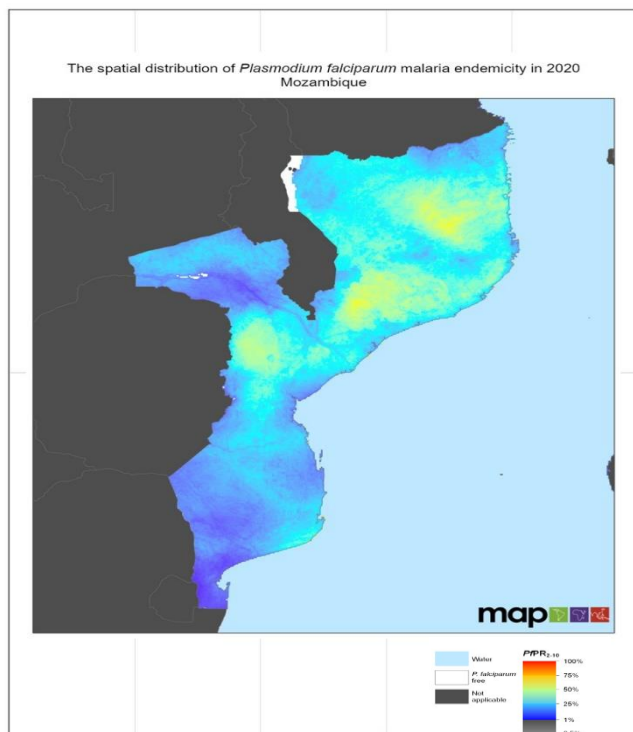 The spatial distribution of Plasmodium falciparum malaria endemicity in 2020
Mozambique
map
Water
P. falciparum
free
Not
applicable
PfPR2-10
100%
75%
50%
25%
1%